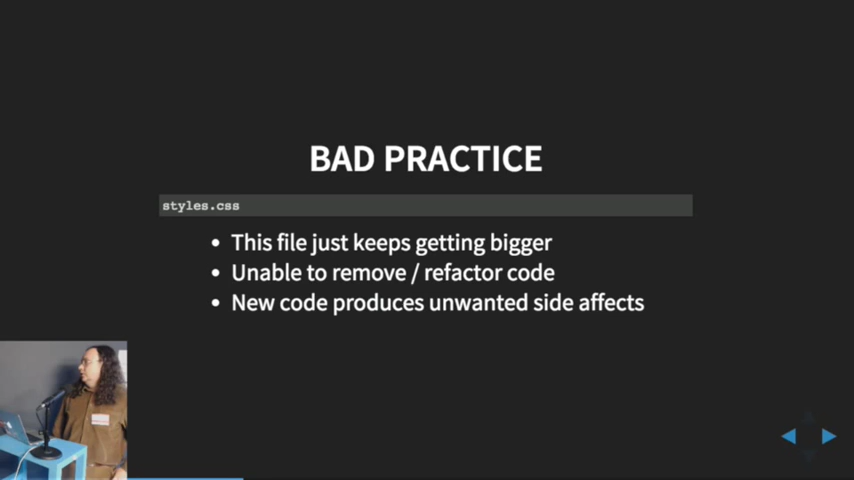 BAD PRACTICE
styles.css
• This file just keeps getting bigger
• Unable to remove / refactor code
• New code produces unwanted side affects